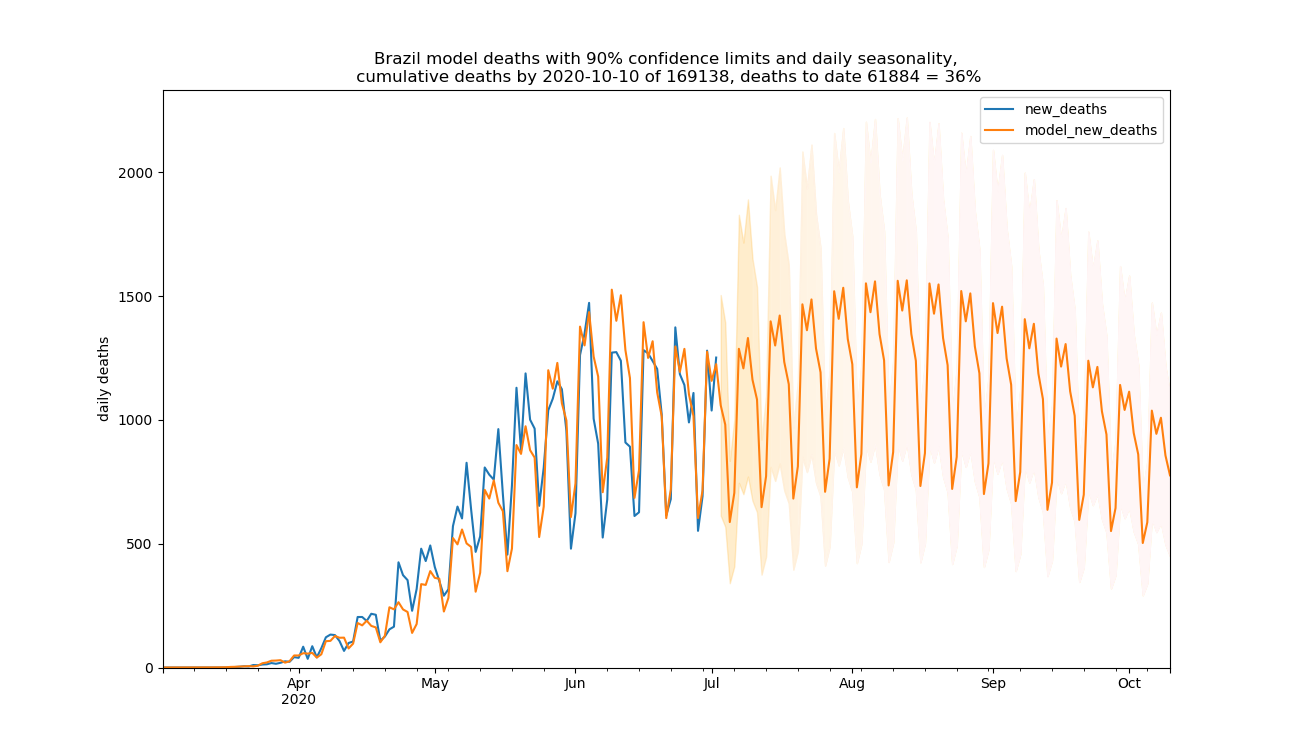 Brazil model deaths with 90% confidence limits and daily seasonality,
cumulative deaths by 2020-10-10 of 169138, deaths to date 61884 = 36%
new_deaths
model_new_deaths
daily deaths
2000
1500
1000
500
0
Apr May Jun Jul Aug Sep Oct
2020